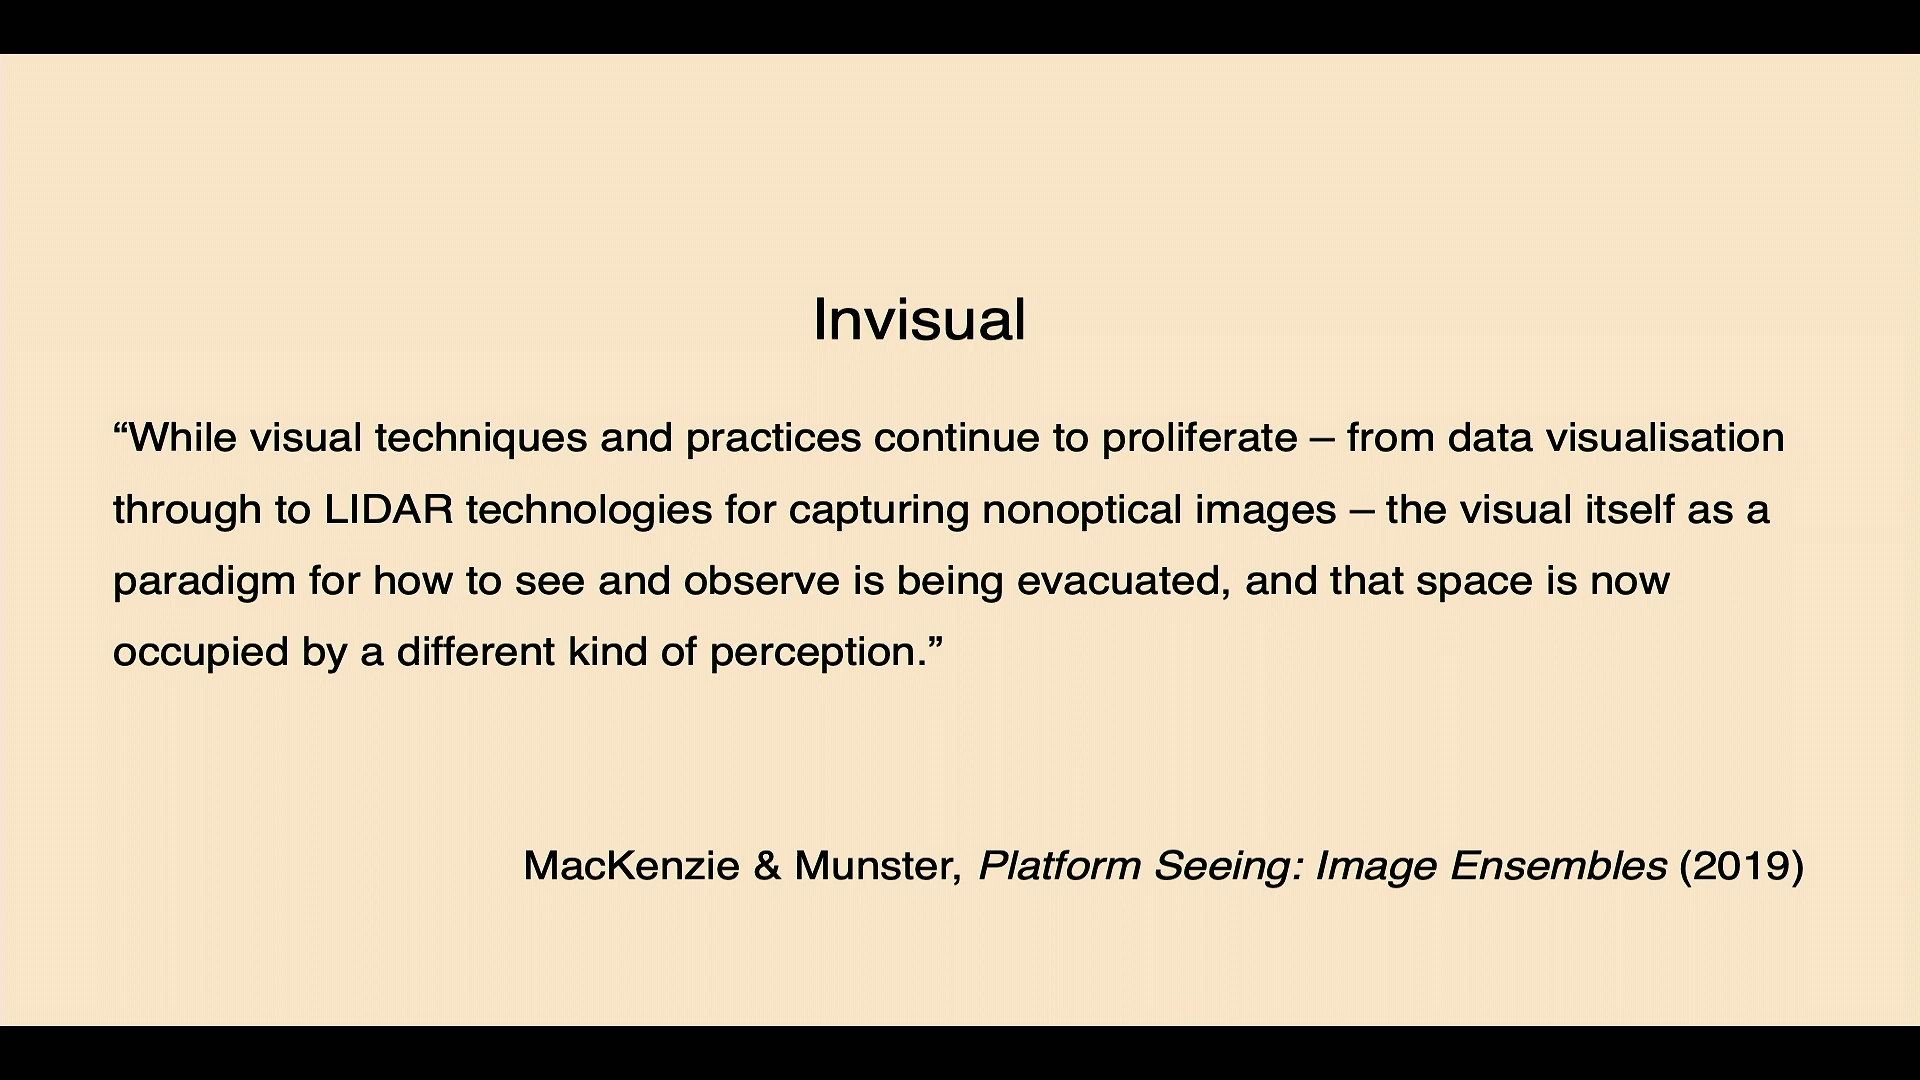 Invisual
“While visual techniques and practices continue to proliferate – from data visualisation
through to LIDAR technologies for capturing nonoptical images – the visual itself as a
paradigm for how to see and observe is being evacuated, and that space is now
occupied by a different kind of perception.”
MacKenzie & Munster, Platform Seeing: Image Ensembles (2019)